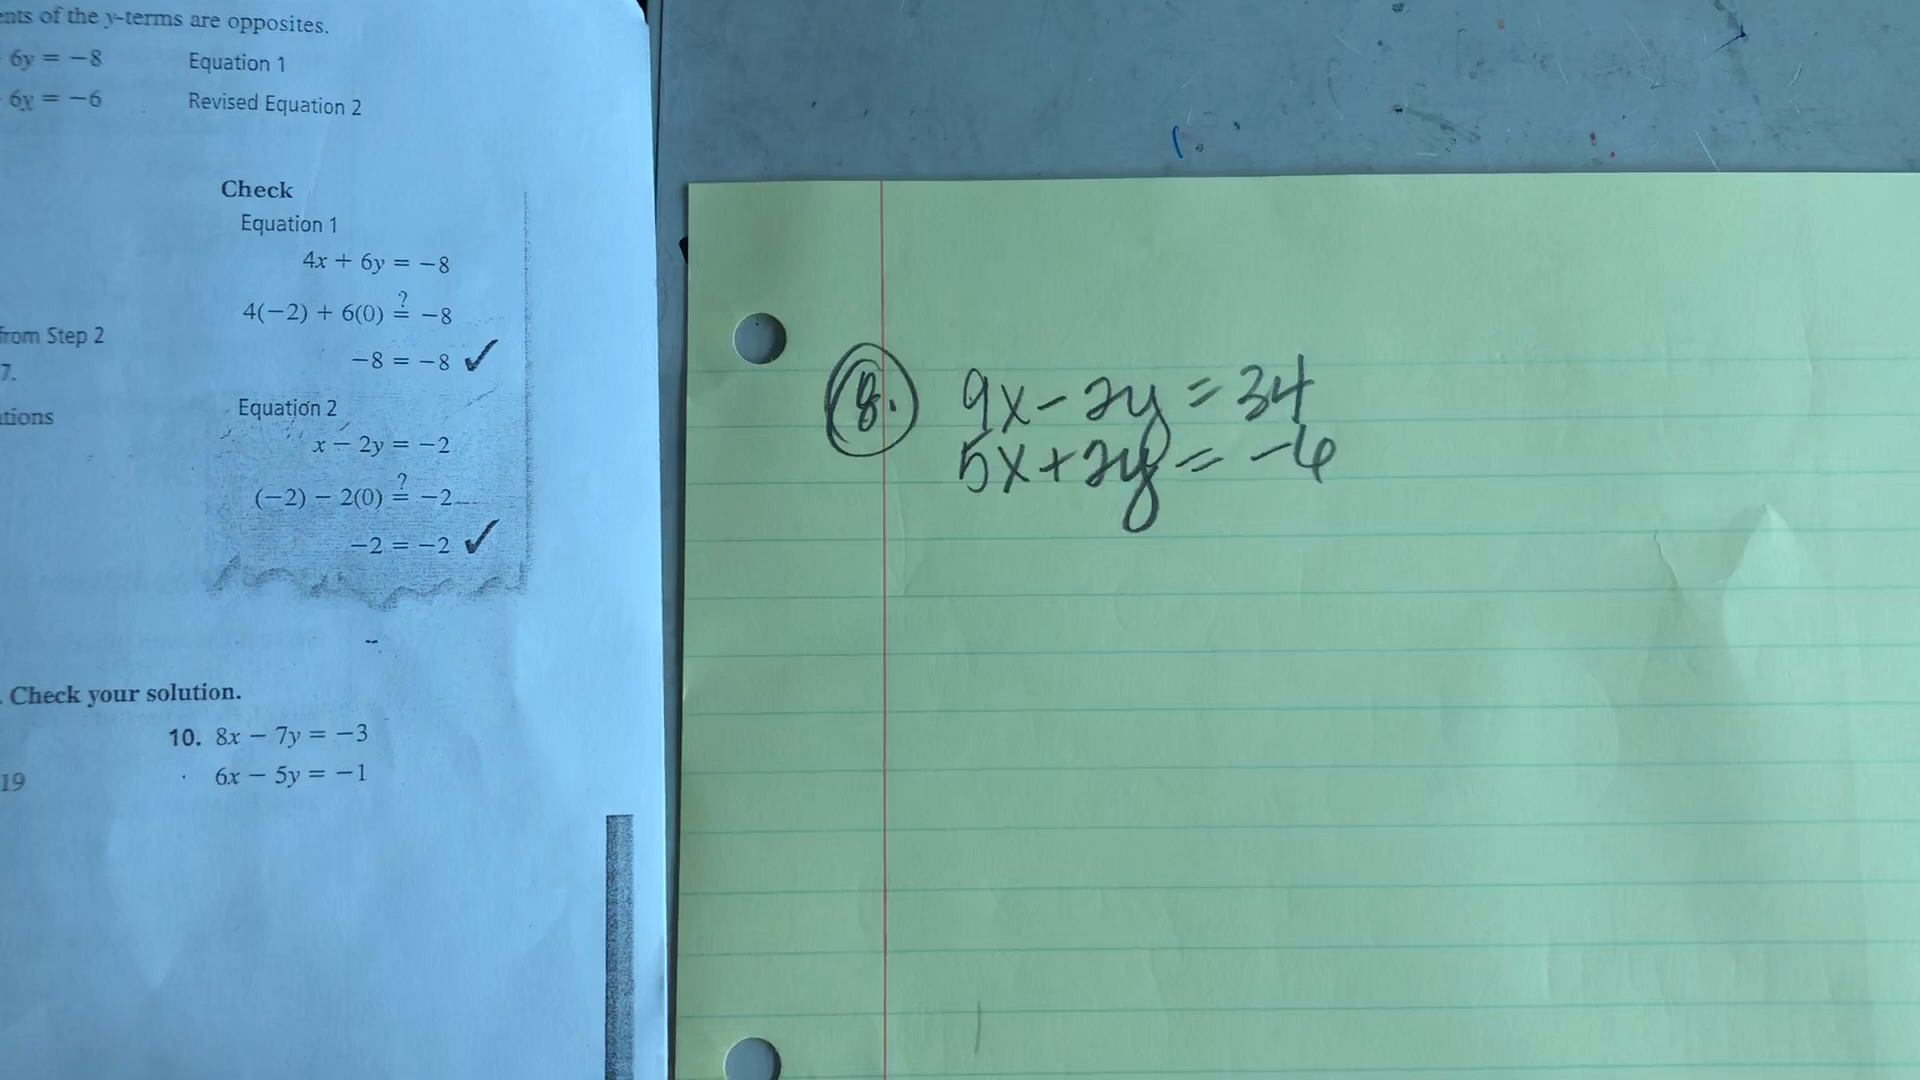 ents of the y-terms are opposites.
6y = −8 Equation 1
6y = −6 Revised Equation 2
Check
Equation 1
4x + 6y = −8
4(−2) + 6(0) ≟ −8
from Step 2
−8 = −8 ✓
7.
Equation 2
tions
x − 2y = −2
(−2) − 2(0) ≟ −2
−2 = −2 ✓
. Check your solution.
10. 8x − 7y = −3
19 6x − 5y = −1
8. 9x − 2y = 34
5x + 2y = −6